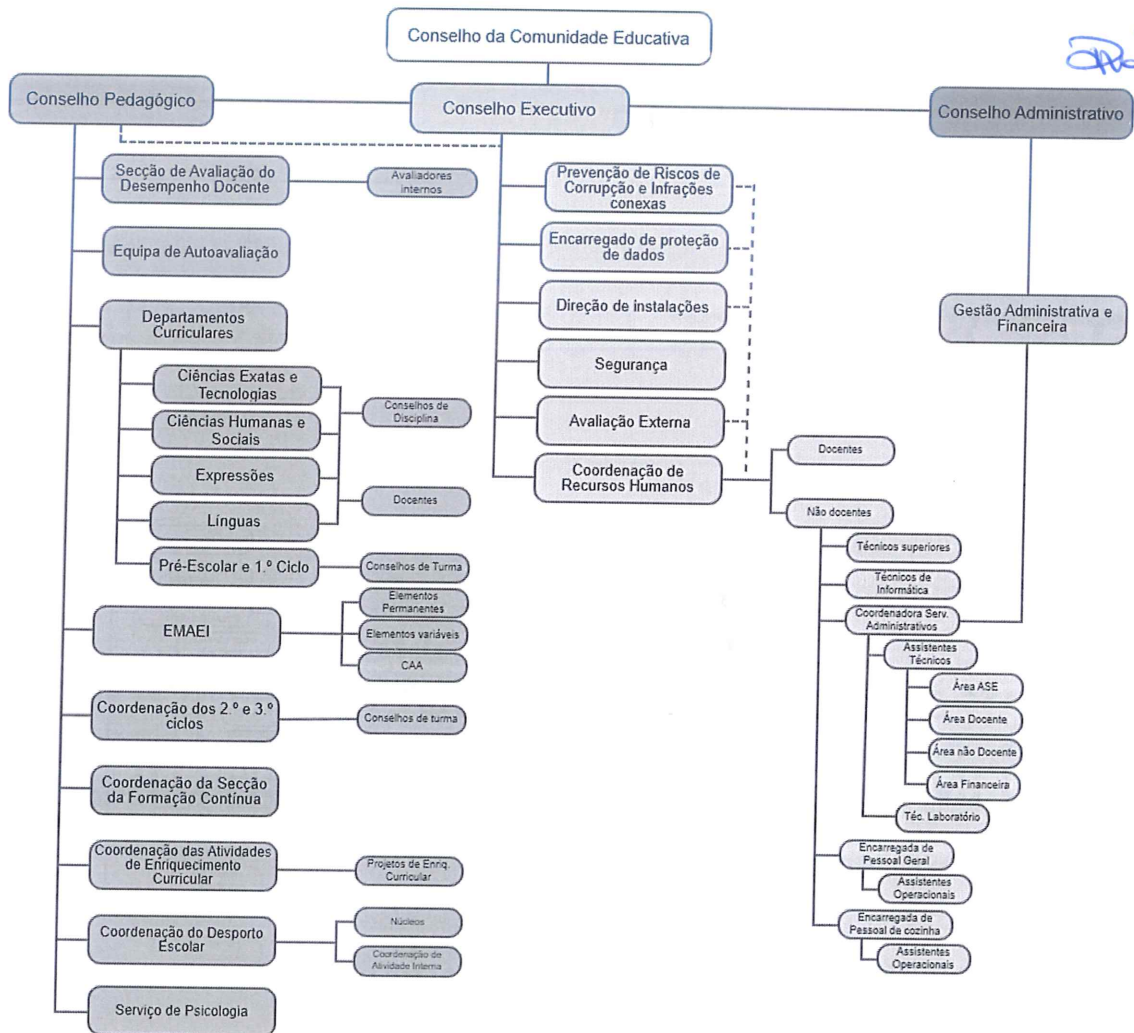 Conselho da Comunidade Educativa
Conselho Pedagógico
Conselho Executivo
Conselho Administrativo
Secção de Avaliação do
Desempenho Docente
Avaliadores
internos
Equipa de Autoavaliação
Departamentos
Curriculares
Ciências Exatas e
Tecnologias
Ciências Humanas e
Sociais
Expressões
Línguas
Pré-Escolar e 1.º Ciclo
Conselhos de
Disciplina
Docentes
Conselhos de Turma
EMAEI
Elementos
Permanentes
Elementos variáveis
CAA
Coordenação dos 2.º e 3.º
ciclos
Conselhos de turma
Coordenação da Secção
da Formação Contínua
Coordenação das Atividades
de Enriquecimento
Curricular
Projetos de Enriq.
Curricular
Coordenação do Desporto
Escolar
Núcleos
Coordenação de
Atividade Interna
Serviço de Psicologia
Prevenção de Riscos de
Corrupção e Infrações
conexas
Encarregado de proteção
de dados
Direção de instalações
Segurança
Avaliação Externa
Coordenação de
Recursos Humanos
Docentes
Não docentes
Técnicos superiores
Técnicos de
Informática
Coordenadora Serv.
Administrativos
Assistentes
Técnicos
Área ASE
Área Docente
Área não Docente
Área Financeira
Téc. Laboratório
Encarregada de
Pessoal Geral
Assistentes
Operacionais
Encarregada de
Pessoal de cozinha
Assistentes
Operacionais
Gestão Administrativa e
Financeira